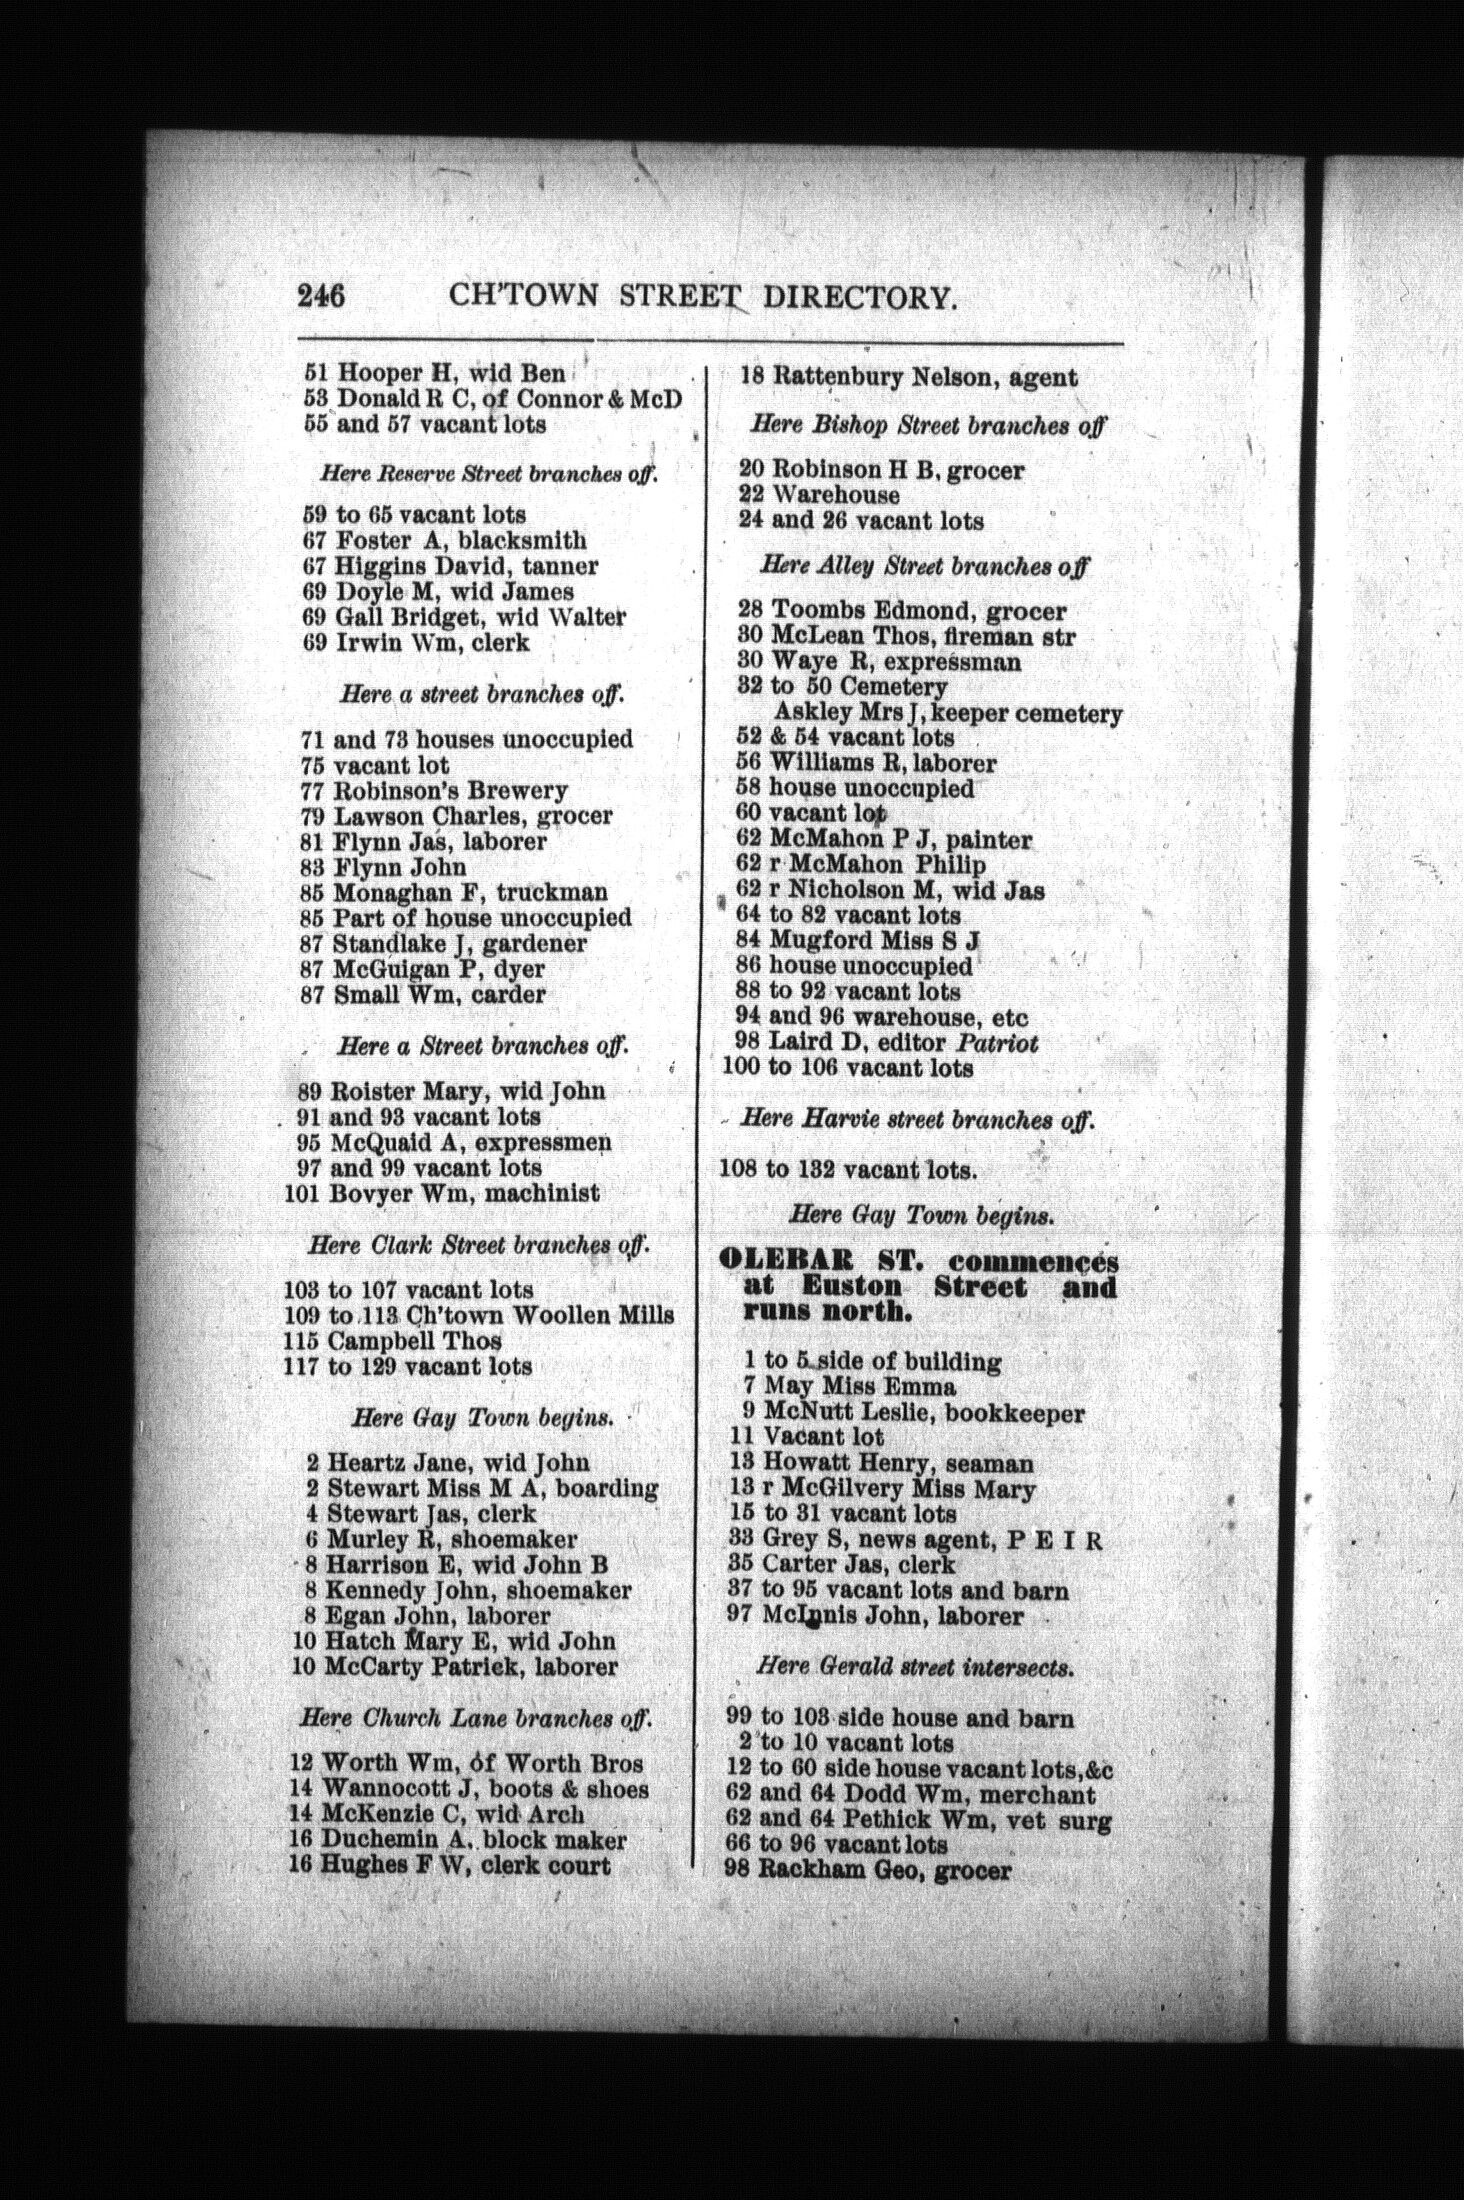 246 CH'TOWN STREET DIRECTORY.
51 Hooper H, wid Ben
53 Donald R C, of Connor & McD
55 and 57 vacant lots
Here Reserve Street branches off.
59 to 65 vacant lots
67 Foster A, blacksmith
67 Higgins David, tanner
69 Doyle M, wid James
69 Gall Bridget, wid Walter
69 Irwin Wm, clerk
Here a street branches off.
71 and 73 houses unoccupied
75 vacant lot
77 Robinson's Brewery
79 Lawson Charles, grocer
81 Flynn Jas, laborer
83 Flynn John
85 Monaghan F, truckman
85 Part of house unoccupied
87 Standlake J, gardener
87 McGuigan P, dyer
87 Small Wm, carder
Here a Street branches off.
89 Roister Mary, wid John
91 and 93 vacant lots
95 McQuaid A, expressmen
97 and 99 vacant lots
101 Bovyer Wm, machinist
Here Clark Street branches off.
103 to 107 vacant lots
109 to 113 Ch'town Woollen Mills
115 Campbell Thos
117 to 129 vacant lots
Here Gay Town begins.
2 Heartz Jane, wid John
2 Stewart Miss M A, boarding
4 Stewart Jas, clerk
6 Murley R, shoemaker
8 Harrison E, wid John B
8 Kennedy John, shoemaker
8 Egan John, laborer
10 Hatch Mary E, wid John
10 McCarty Patrick, laborer
Here Church Lane branches off.
12 Worth Wm, of Worth Bros
14 Wannocott J, boots & shoes
14 McKenzie C, wid Arch
16 Duchemin A, block maker
16 Hughes F W, clerk court
18 Rattenbury Nelson, agent
Here Bishop Street branches off
20 Robinson H B, grocer
22 Warehouse
24 and 26 vacant lots
Here Alley Street branches off
28 Toombs Edmond, grocer
30 McLean Thos, fireman str
30 Waye R, expressman
32 to 50 Cemetery
Askley Mrs J, keeper cemetery
52 & 54 vacant lots
56 Williams R, laborer
58 house unoccupied
60 vacant lot
62 McMahon P J, painter
62 r McMahon Philip
62 r Nicholson M, wid Jas
64 to 82 vacant lots
84 Mugford Miss S J
86 house unoccupied
88 to 92 vacant lots
94 and 96 warehouse, etc
98 Laird D, editor Patriot
100 to 106 vacant lots
Here Harvie street branches off.
108 to 132 vacant lots.
Here Gay Town begins.
OLEBAR ST. commences
at Euston Street and
runs north.
1 to 5 side of building
7 May Miss Emma
9 McNutt Leslie, bookkeeper
11 Vacant lot
13 Howatt Henry, seaman
13 r McGilvery Miss Mary
15 to 31 vacant lots
33 Grey S, news agent, P E I R
35 Carter Jas, clerk
37 to 95 vacant lots and barn
97 McInnis John, laborer
Here Gerald street intersects.
99 to 103 side house and barn
2 to 10 vacant lots
12 to 60 side house vacant lots, &c
62 and 64 Dodd Wm, merchant
62 and 64 Pethick Wm, vet surg
66 to 96 vacant lots
98 Rackham Geo, grocer